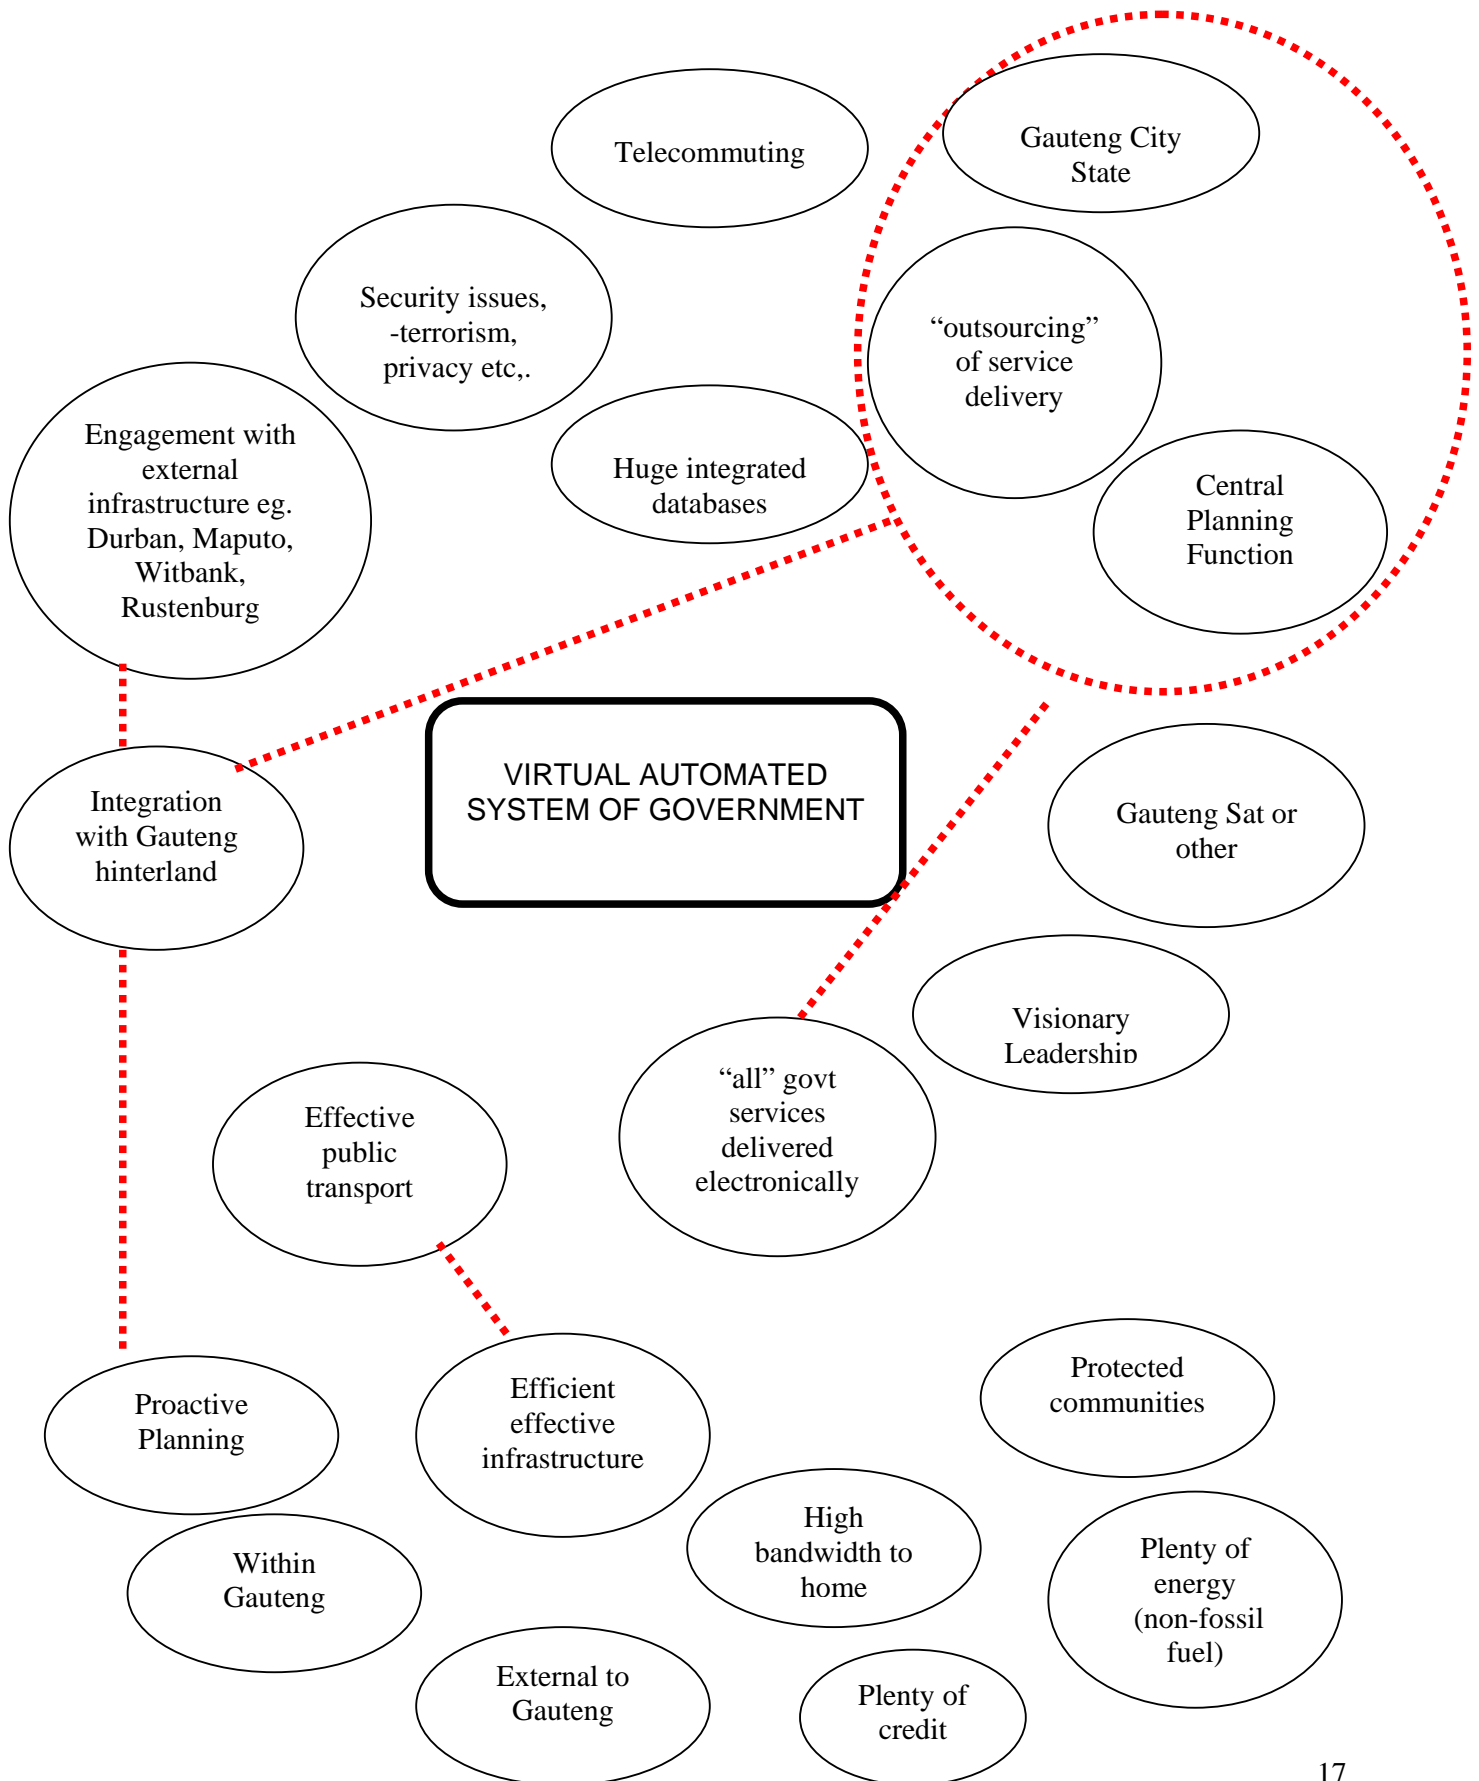 Telecommuting
Gauteng City
State
Security issues,
-terrorism,
privacy etc,.
“outsourcing”
of service
delivery
Engagement with
external
infrastructure eg.
Durban, Maputo,
Witbank,
Rustenburg
Huge integrated
databases
Central
Planning
Function
VIRTUAL AUTOMATED
SYSTEM OF GOVERNMENT
Integration
with Gauteng
hinterland
Gauteng Sat or
other
Visionary
Leadership
“all” govt
services
delivered
electronically
Effective
public
transport
Proactive
Planning
Efficient
effective
infrastructure
Protected
communities
High
bandwidth to
home
Within
Gauteng
Plenty of
energy
(non-fossil
fuel)
External to
Gauteng
Plenty of
credit
17